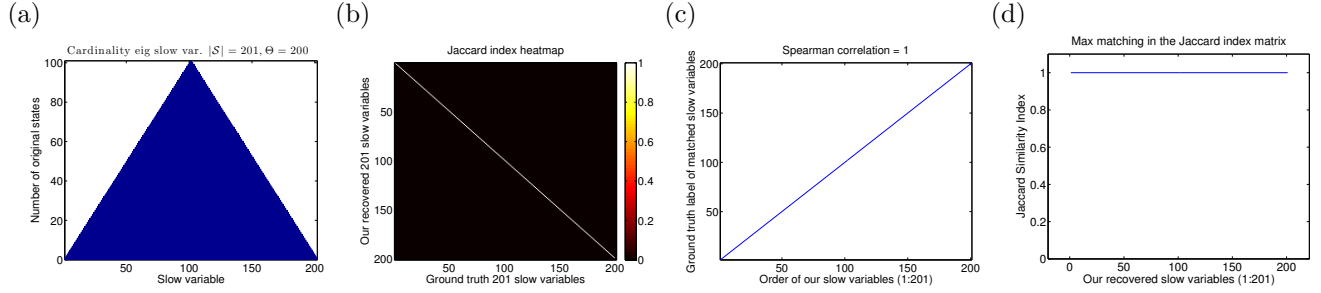 (a)
(b)
(c)
(d)
Cardinality eig slow var. |S| = 201, Θ = 200
100
80
60
40
20
0
50
100
150
200
Number of original states
Slow variable
Jaccard index heatmap
50
100
150
200
50
100
150
200
1
0.8
0.6
0.4
0.2
0
Our recovered 201 slow variables
Ground truth 201 slow variables
Spearman correlation = 1
200
150
100
50
50
100
150
200
Ground truth label of matched slow variables
Order of our slow variables (1:201)
Max matching in the Jaccard index matrix
1
0.8
0.6
0.4
0.2
0
0
50
100
150
200
Jaccard Similarity Index
Our recovered slow variables (1:201)